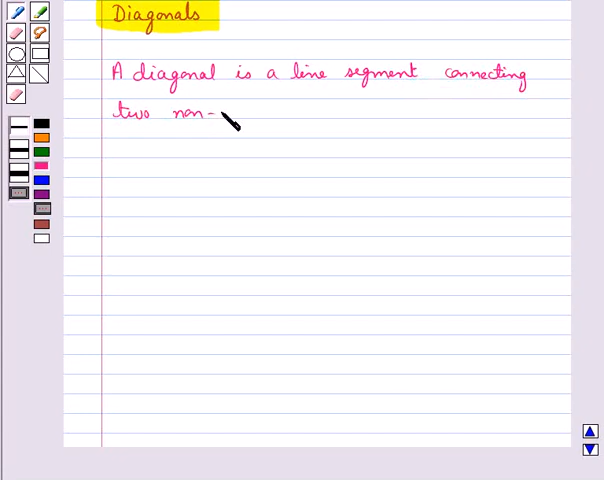 Diagonals
A diagonal is a line segment connecting
two non-